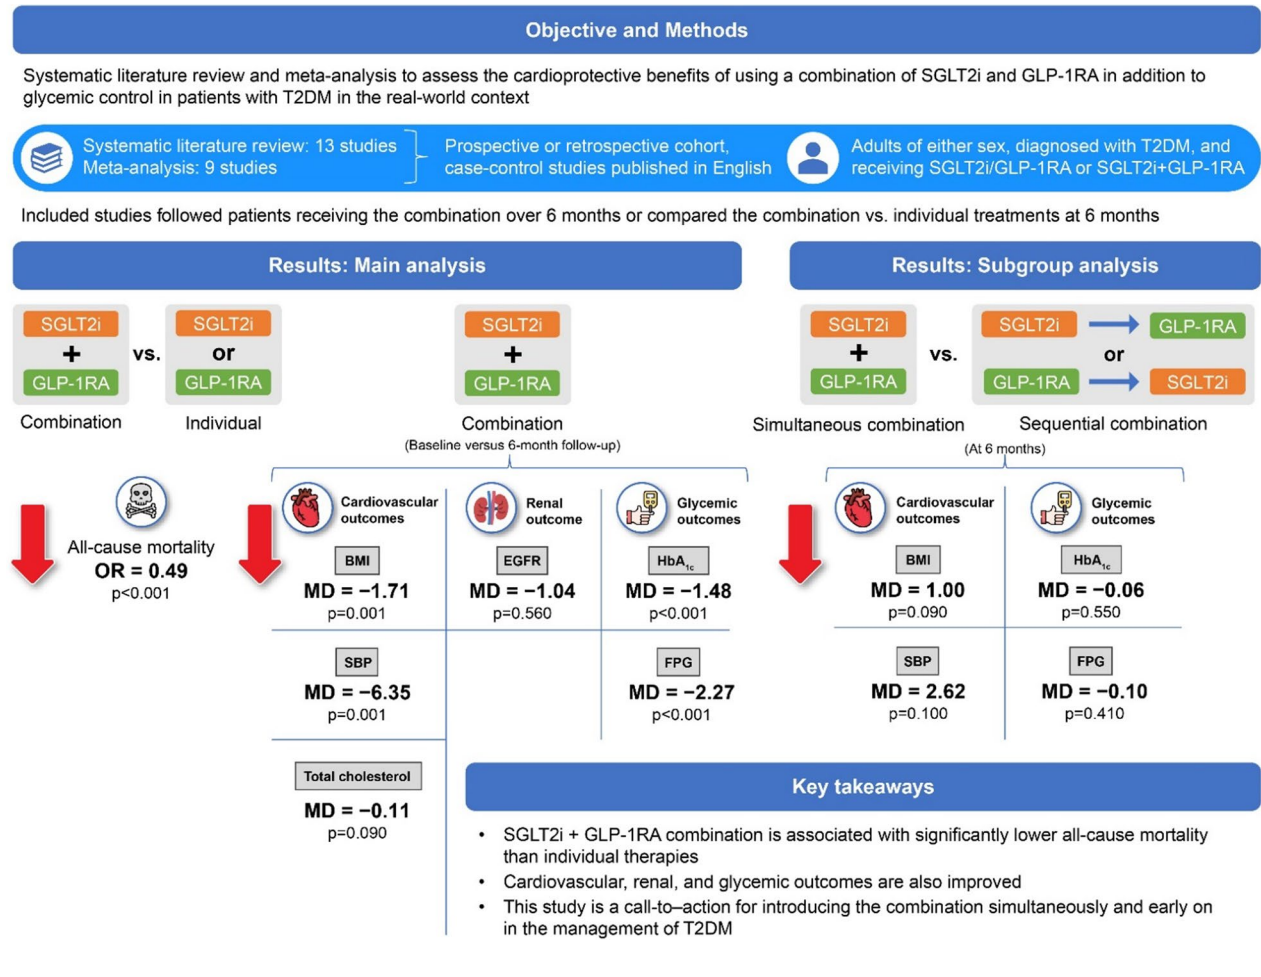 Objective and Methods
Systematic literature review and meta-analysis to assess the cardioprotective benefits of using a combination of SGLT2i and GLP-1RA in addition to
glycemic control in patients with T2DM in the real-world context
Systematic literature review: 13 studies
Meta-analysis: 9 studies
Prospective or retrospective cohort,
case-control studies published in English
Adults of either sex, diagnosed with T2DM, and
receiving SGLT2i/GLP-1RA or SGLT2i+GLP-1RA
Included studies followed patients receiving the combination over 6 months or compared the combination vs. individual treatments at 6 months
Results: Main analysis
SGLT2i
+
GLP-1RA
Combination
vs.
SGLT2i
or
GLP-1RA
Individual
All-cause mortality
OR = 0.49
p<0.001
SGLT2i
+
GLP-1RA
Combination
(Baseline versus 6-month follow-up)
Cardiovascular
outcomes
BMI
MD = −1.71
p=0.001
SBP
MD = −6.35
p=0.001
Total cholesterol
MD = −0.11
p=0.090
Renal
outcome
EGFR
MD = −1.04
p=0.560
Glycemic
outcomes
HbA1c
MD = −1.48
p<0.001
FPG
MD = −2.27
p<0.001
Results: Subgroup analysis
SGLT2i
+
GLP-1RA
Simultaneous combination
vs.
SGLT2i
GLP-1RA
or
GLP-1RA
SGLT2i
Sequential combination
(At 6 months)
Cardiovascular
outcomes
BMI
MD = 1.00
p=0.090
SBP
MD = 2.62
p=0.100
Glycemic
outcomes
HbA1c
MD = −0.06
p=0.550
FPG
MD = −0.10
p=0.410
Key takeaways
• SGLT2i + GLP-1RA combination is associated with significantly lower all-cause mortality
than individual therapies
• Cardiovascular, renal, and glycemic outcomes are also improved
• This study is a call-to–action for introducing the combination simultaneously and early on
in the management of T2DM